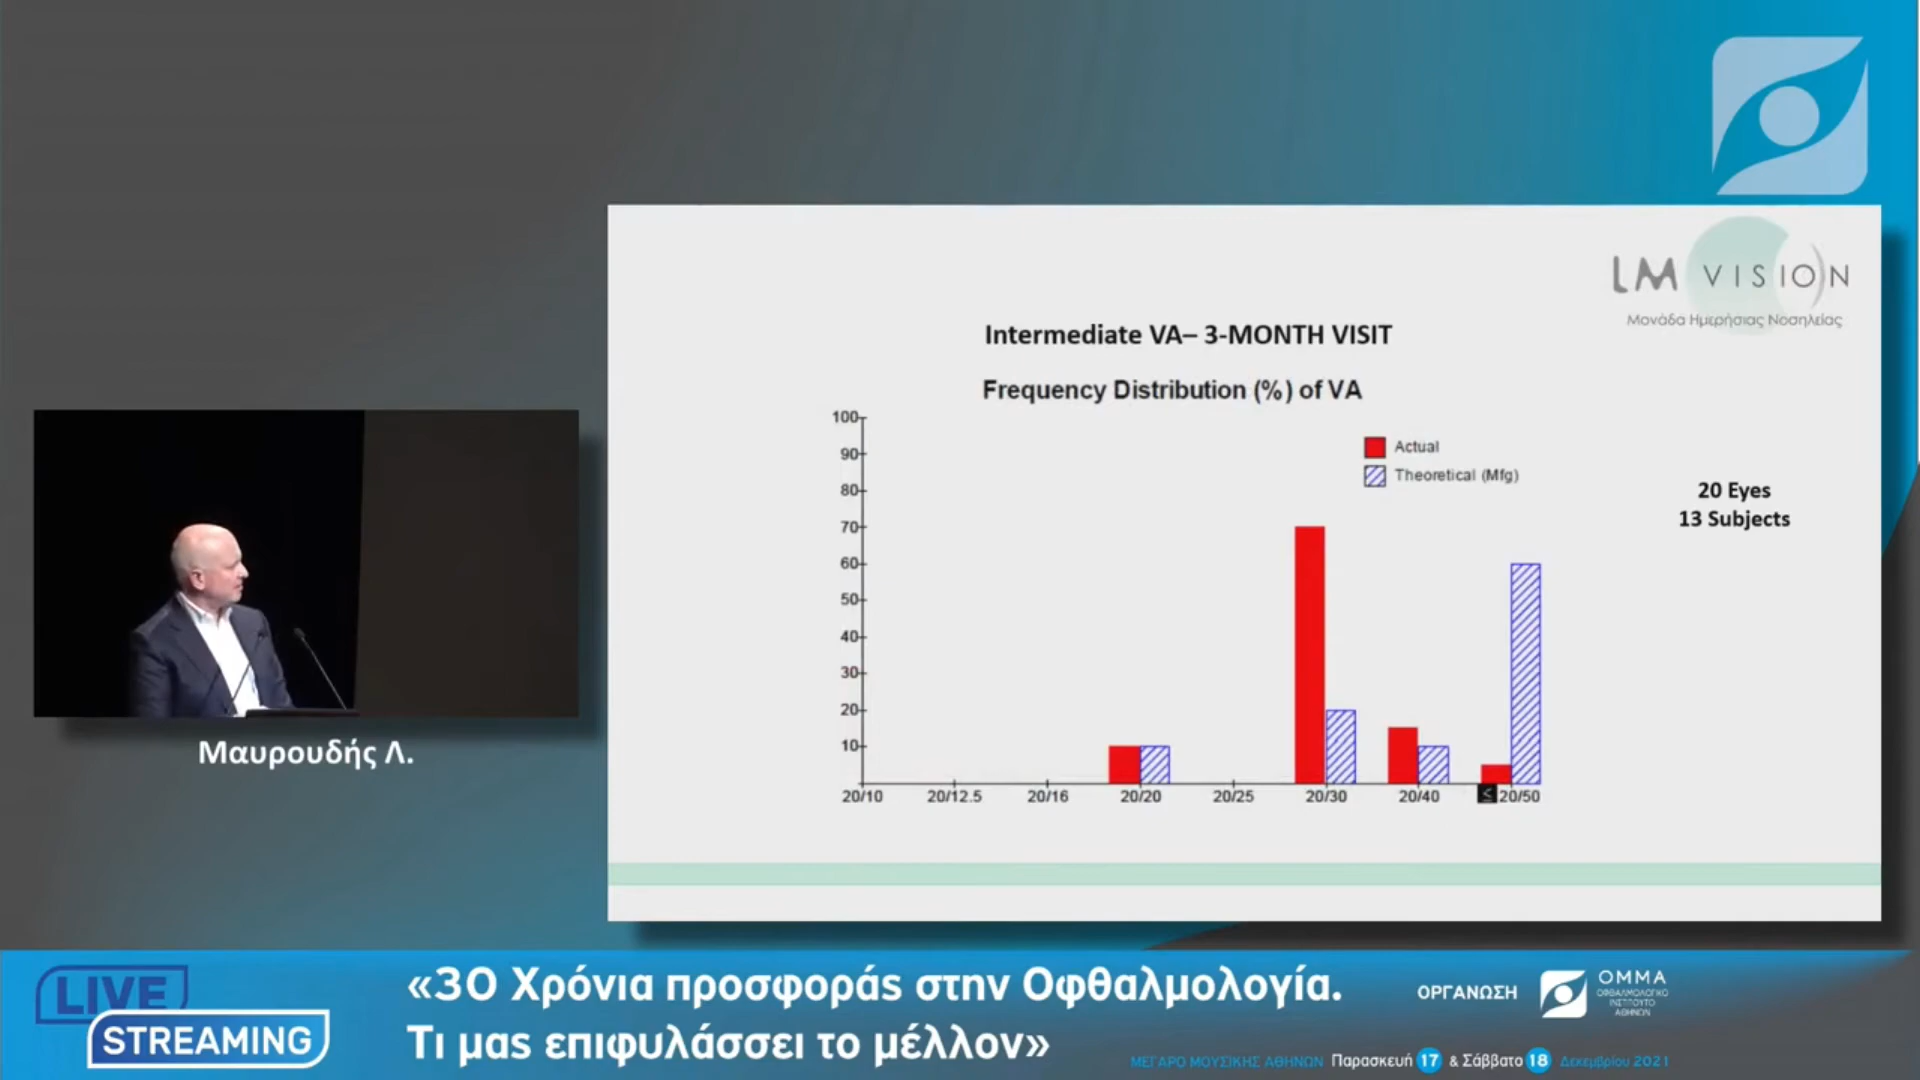 LM VISION
Μονάδα Ημερήσιας Νοσηλείας
Intermediate VA– 3-MONTH VISIT
Frequency Distribution (%) of VA
100
90
80
70
60
50
40
30
20
10
Actual
Theoretical (Mfg)
20 Eyes
13 Subjects
20/10 20/12.5 20/16 20/20 20/25 20/30 20/40 ≤ 20/50
Μαυρουδής Λ.
LIVE
STREAMING
«30 Χρόνια προσφοράς στην Οφθαλμολογία.
Τι μας επιφυλάσσει το μέλλον»
ΟΡΓΑΝΩΣΗ
ΟΜΜΑ
ΟΦΘΑΛΜΟΛΟΓΙΚΟ
ΙΝΣΤΙΤΟΥΤΟ
ΑΘΗΝΩΝ
ΜΕΓΑΡΟ ΜΟΥΣΙΚΗΣ ΑΘΗΝΩΝ Παρασκευή 17 & Σάββατο 18 Δεκεμβρίου 2021